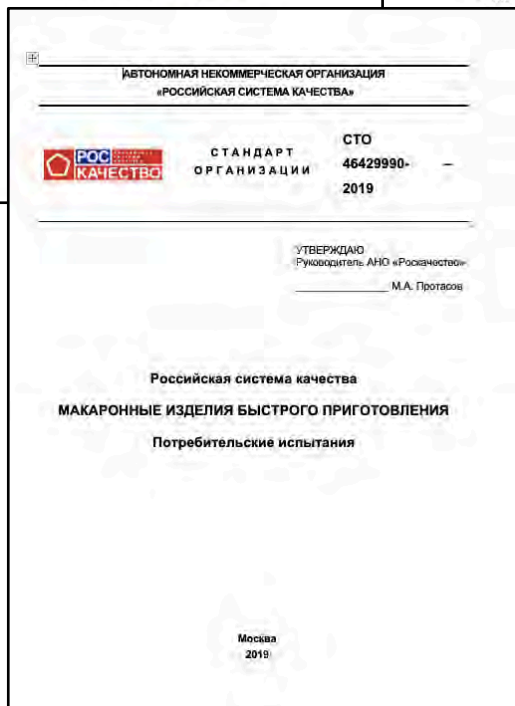 АВТОНОМНАЯ НЕКОММЕРЧЕСКАЯ ОРГАНИЗАЦИЯ
«РОССИЙСКАЯ СИСТЕМА КАЧЕСТВА»
РОС
КАЧЕСТВО
СТАНДАРТ
ОРГАНИЗАЦИИ
СТО
46429990- –
2019
УТВЕРЖДАЮ
Руководитель АНО «Роскачество»
М.А. Протасов
Российская система качества
МАКАРОННЫЕ ИЗДЕЛИЯ БЫСТРОГО ПРИГОТОВЛЕНИЯ
Потребительские испытания
Москва
2019